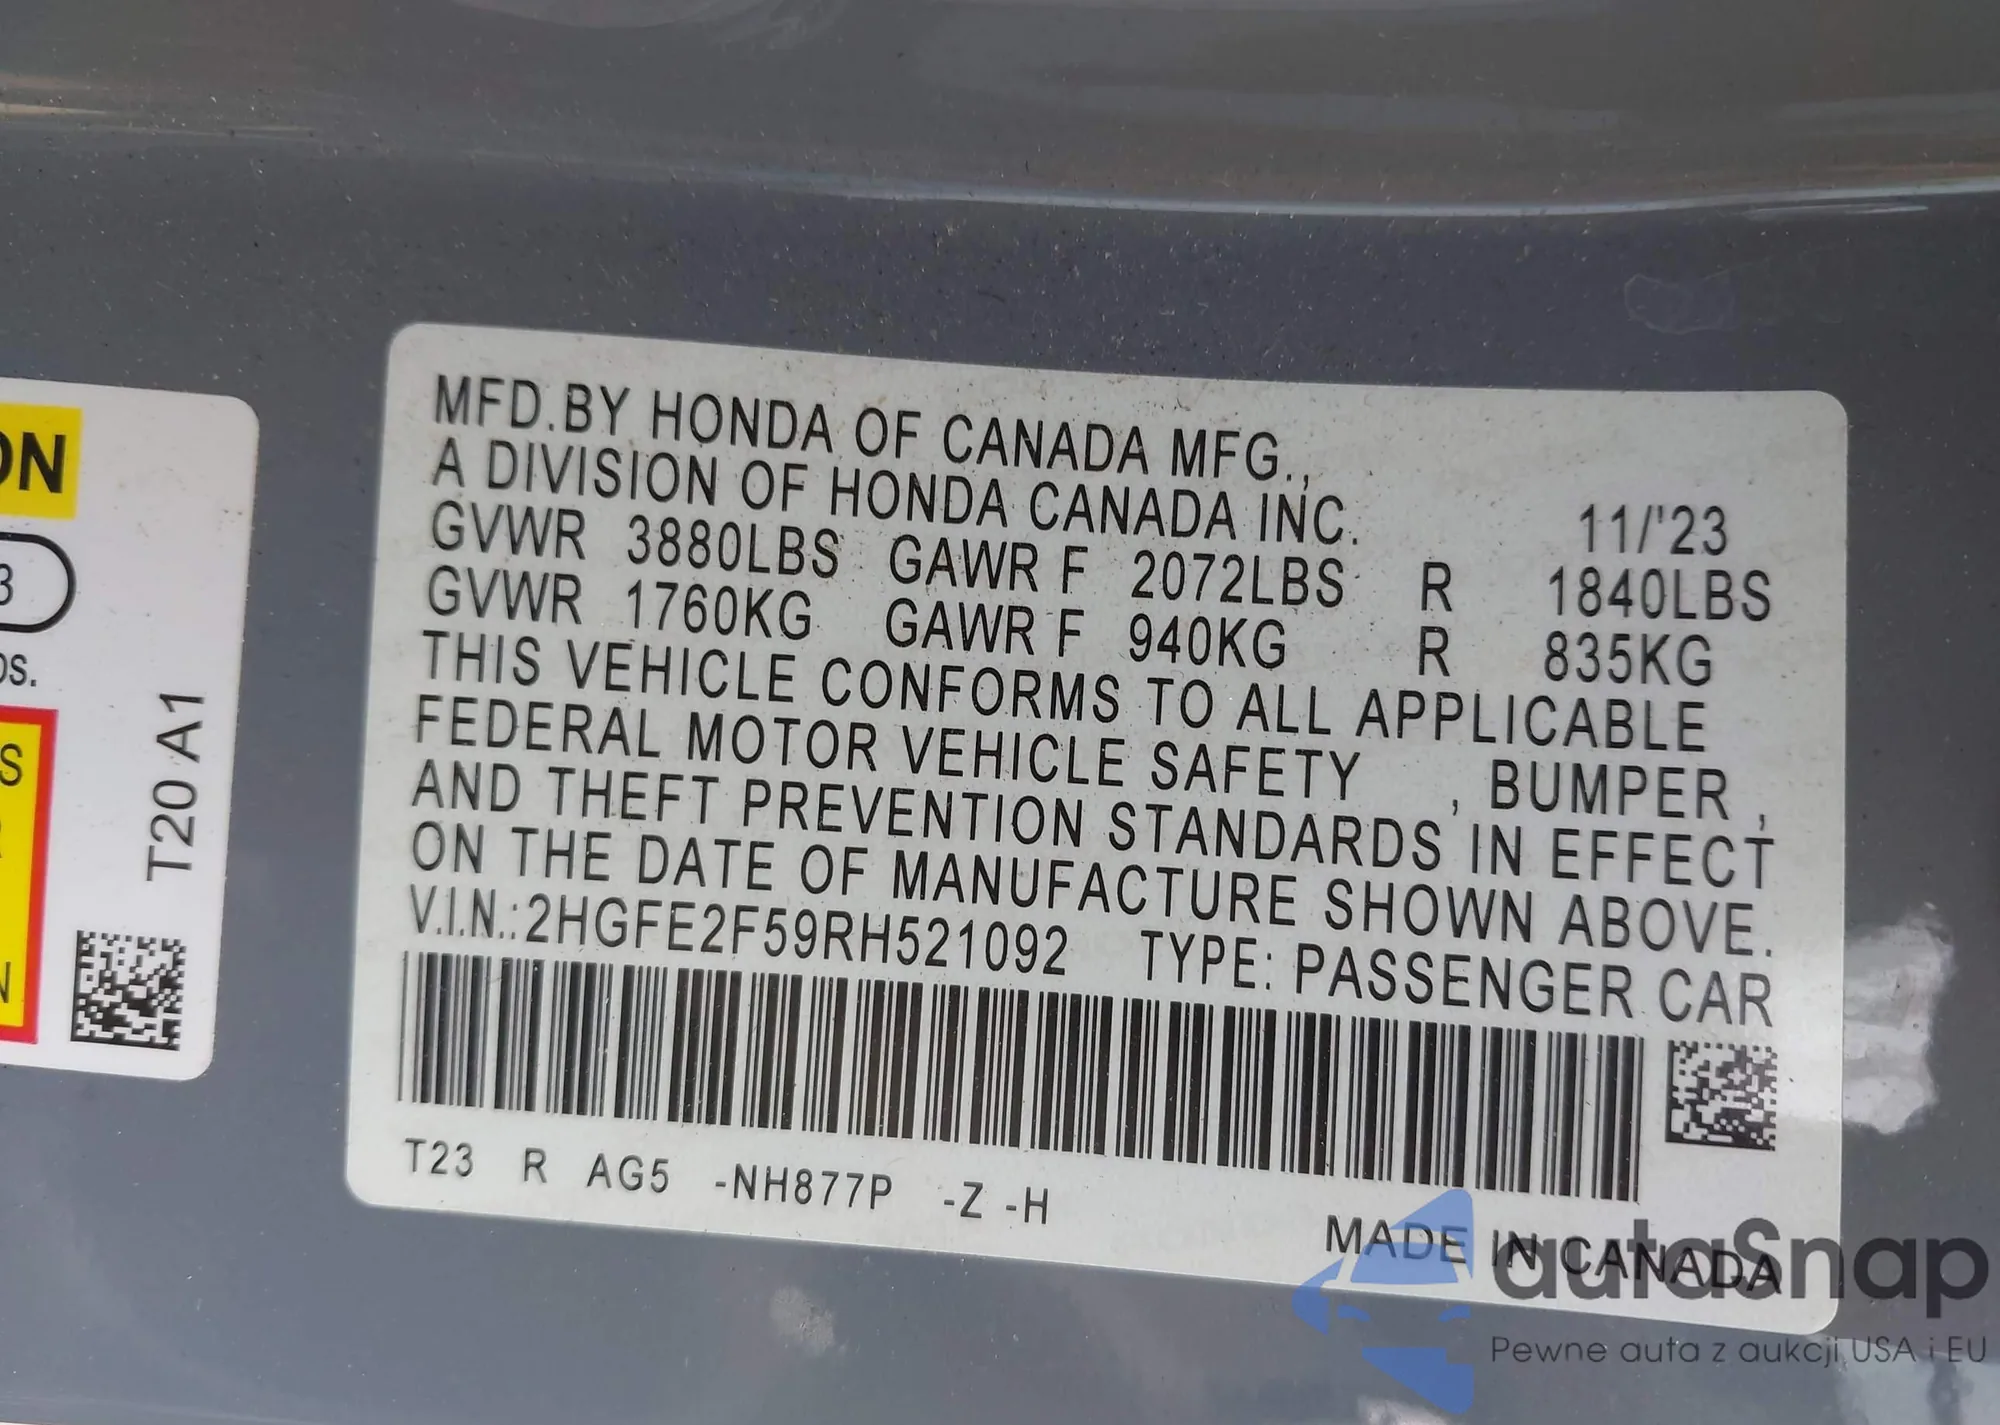 ON
3
os.
S
R
N
T20 A1
MFD.BY HONDA OF CANADA MFG.,
A DIVISION OF HONDA CANADA INC. 11/'23
GVWR 3880LBS GAWR F 2072LBS R 1840LBS
GVWR 1760KG GAWR F 940KG R 835KG
THIS VEHICLE CONFORMS TO ALL APPLICABLE
FEDERAL MOTOR VEHICLE SAFETY , BUMPER ,
AND THEFT PREVENTION STANDARDS IN EFFECT
ON THE DATE OF MANUFACTURE SHOWN ABOVE.
V.I.N.:2HGFE2F59RH521092 TYPE: PASSENGER CAR
T23 R AG5 -NH877P -Z -H
MADE IN CANADA
autaSnap
Pewne auta z aukcji USA i EU